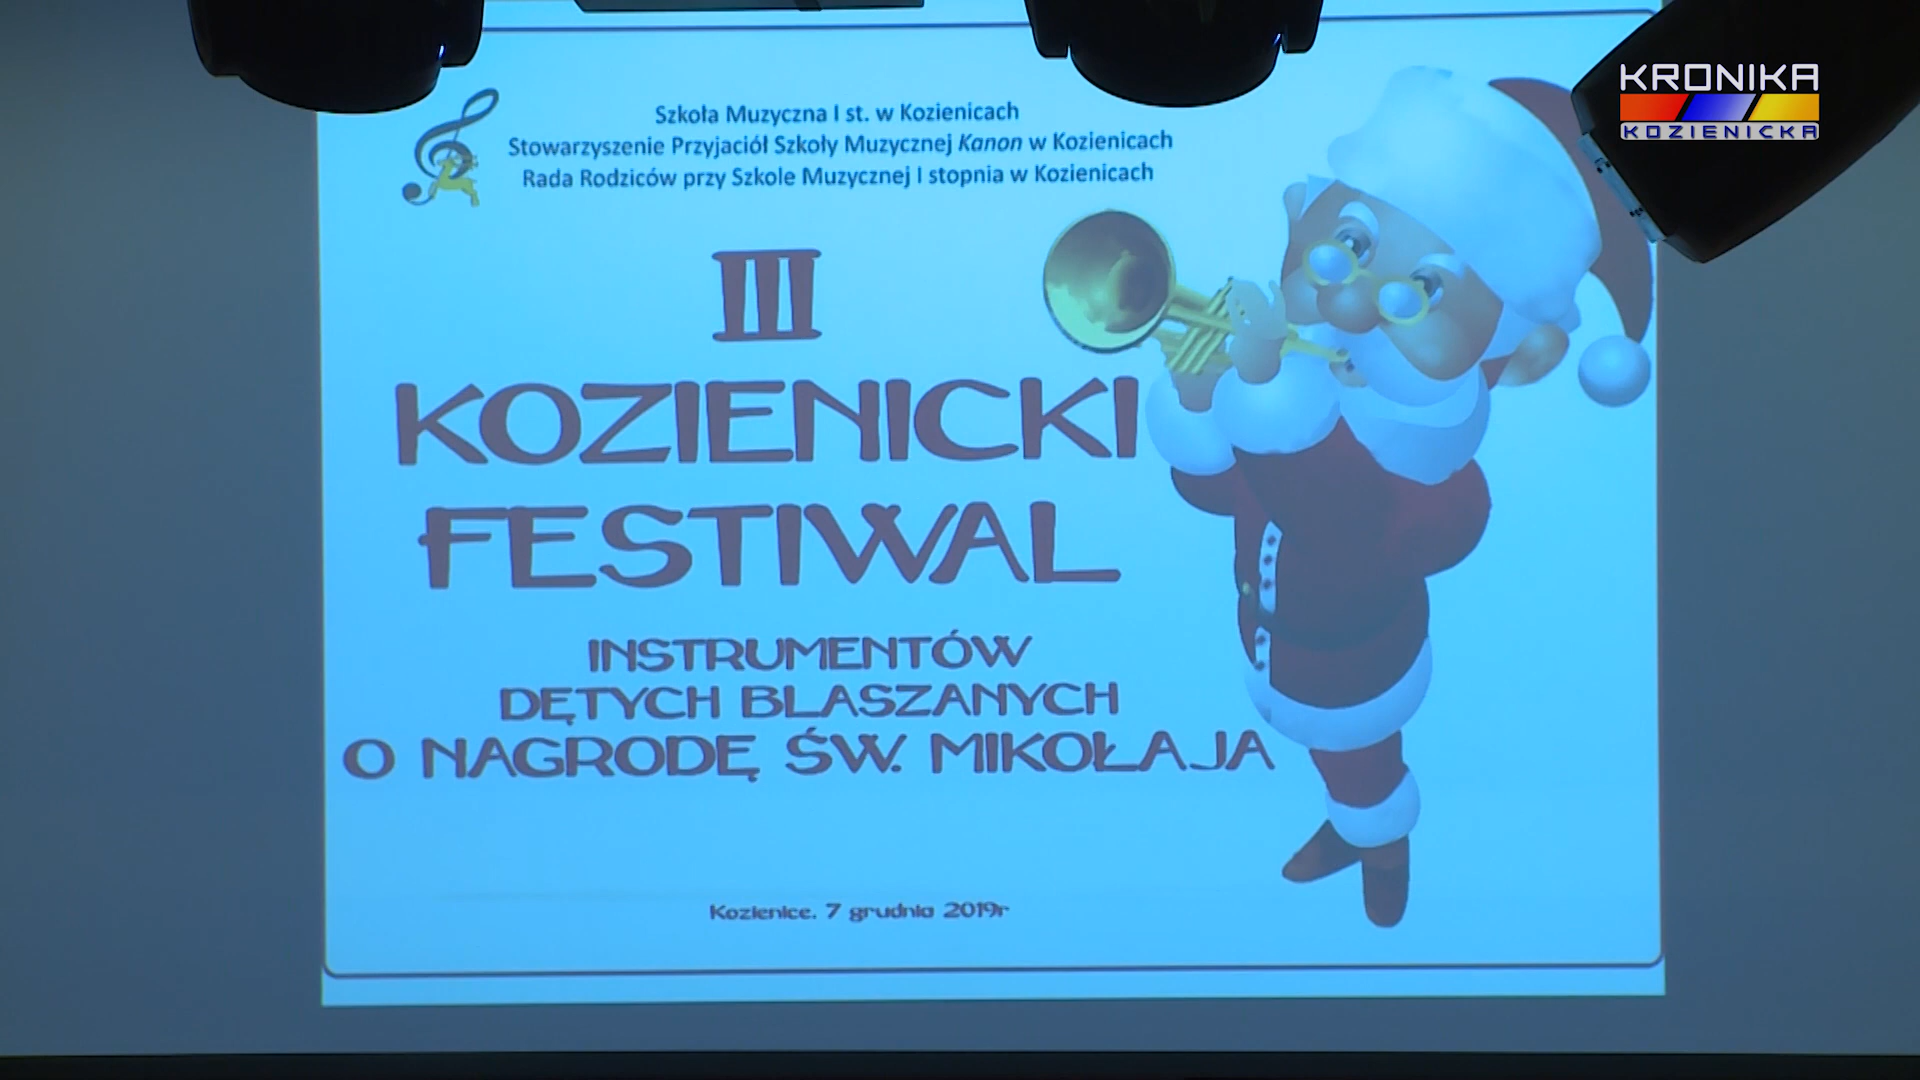 KRONIKA
KOZIENICKA
Szkoła Muzyczna I st. w Kozienicach
Stowarzyszenie Przyjaciół Szkoły Muzycznej Kanon w Kozienicach
Rada Rodziców przy Szkole Muzycznej I stopnia w Kozienicach
III
KOZIENICKI
FESTIWAL
INSTRUMENTÓW
DĘTYCH BLASZANYCH
O NAGRODĘ ŚW. MIKOŁAJA
Kozienice, 7 grudnia 2019r